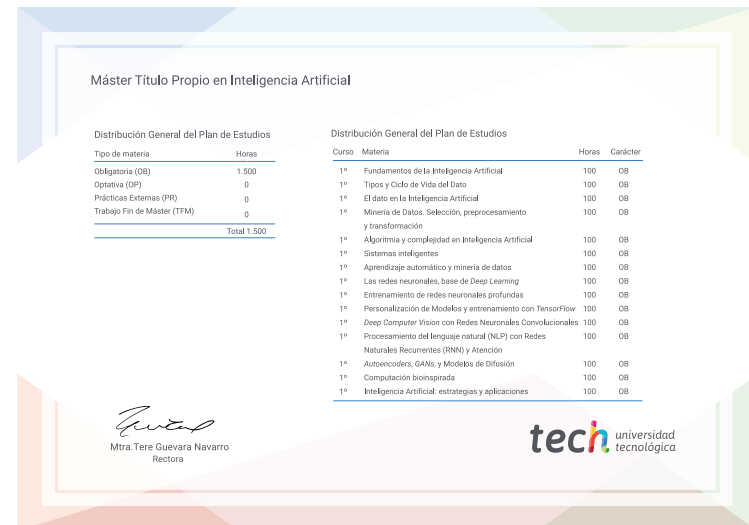 Máster Título Propio en Inteligencia Artificial
Distribución General del Plan de Estudios
Tipo de materia Horas
Obligatoria (OB) 1.500
Optativa (OP) 0
Prácticas Externas (PR) 0
Trabajo Fin de Máster (TFM) 0
Total 1.500
Distribución General del Plan de Estudios
Curso Materia Horas Carácter
1º Fundamentos de la Inteligencia Artificial 100 OB
1º Tipos y Ciclo de Vida del Dato 100 OB
1º El dato en la Inteligencia Artificial 100 OB
1º Minería de Datos. Selección, preprocesamiento 100 OB
y transformación
1º Algoritmia y complejidad en Inteligencia Artificial 100 OB
1º Sistemas inteligentes 100 OB
1º Aprendizaje automático y minería de datos 100 OB
1º Las redes neuronales, base de Deep Learning 100 OB
1º Entrenamiento de redes neuronales profundas 100 OB
1º Personalización de Modelos y entrenamiento con TensorFlow 100 OB
1º Deep Computer Vision con Redes Neuronales Convolucionales 100 OB
1º Procesamiento del lenguaje natural (NLP) con Redes 100 OB
Naturales Recurrentes (RNN) y Atención
1º Autoencoders, GANs, y Modelos de Difusión 100 OB
1º Computación bioinspirada 100 OB
1º Inteligencia Artificial: estrategias y aplicaciones 100 OB
Mtra.Tere Guevara Navarro
Rectora
tech universidad
tecnológica